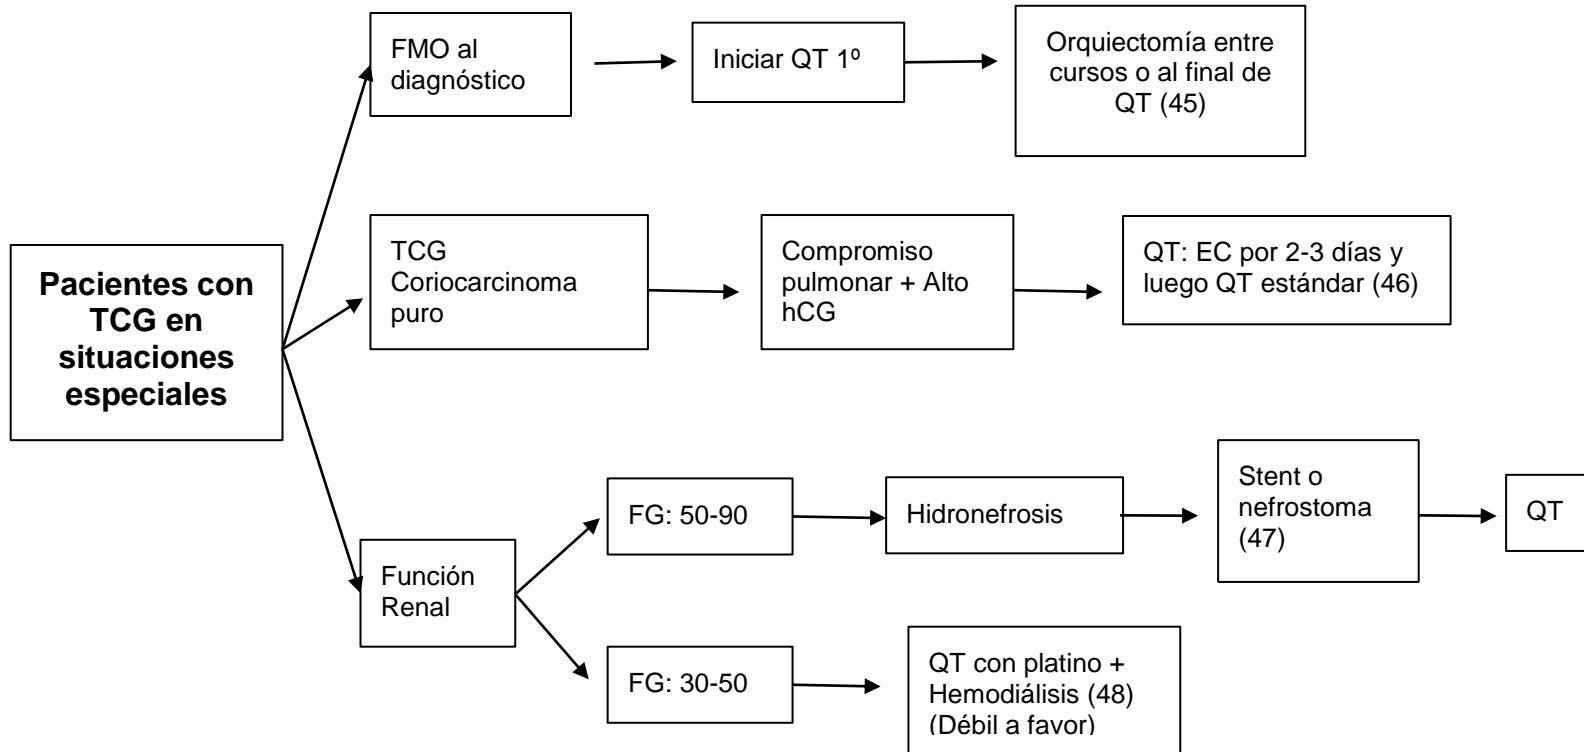 FMO al
diagnóstico
Iniciar QT 1º
Orquiectomía entre
cursos o al final de
QT (45)
Pacientes con
TCG en
situaciones
especiales
TCG
Coriocarcinoma
puro
Compromiso
pulmonar + Alto
hCG
QT: EC por 2-3 días y
luego QT estándar (46)
Función
Renal
FG: 50-90
Hidronefrosis
Stent o
nefrostoma
(47)
QT
FG: 30-50
QT con platino +
Hemodiálisis (48)
(Débil a favor)